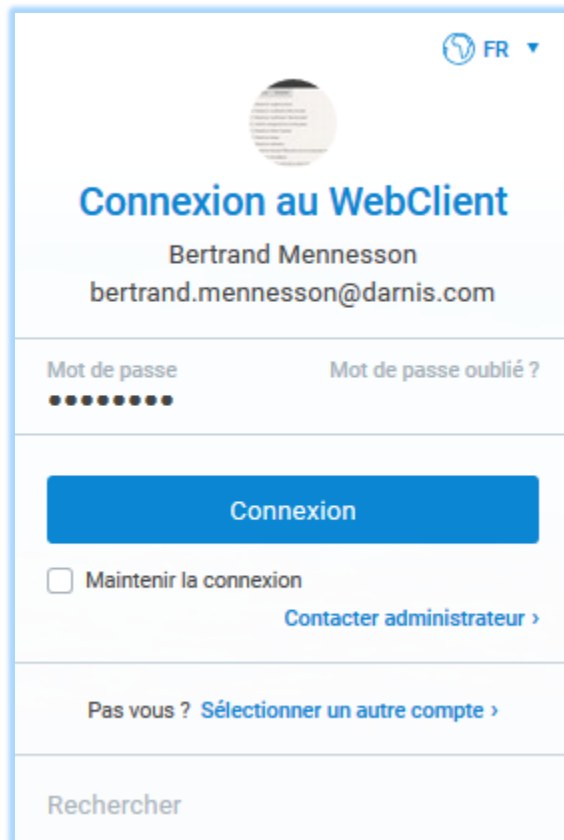 FR
Connexion au WebClient
Bertrand Mennesson
bertrand.mennesson@darnis.com
Mot de passe Mot de passe oublié ?
••••••••
Connexion
Maintenir la connexion
Contacter administrateur ›
Pas vous ? Sélectionner un autre compte ›
Rechercher